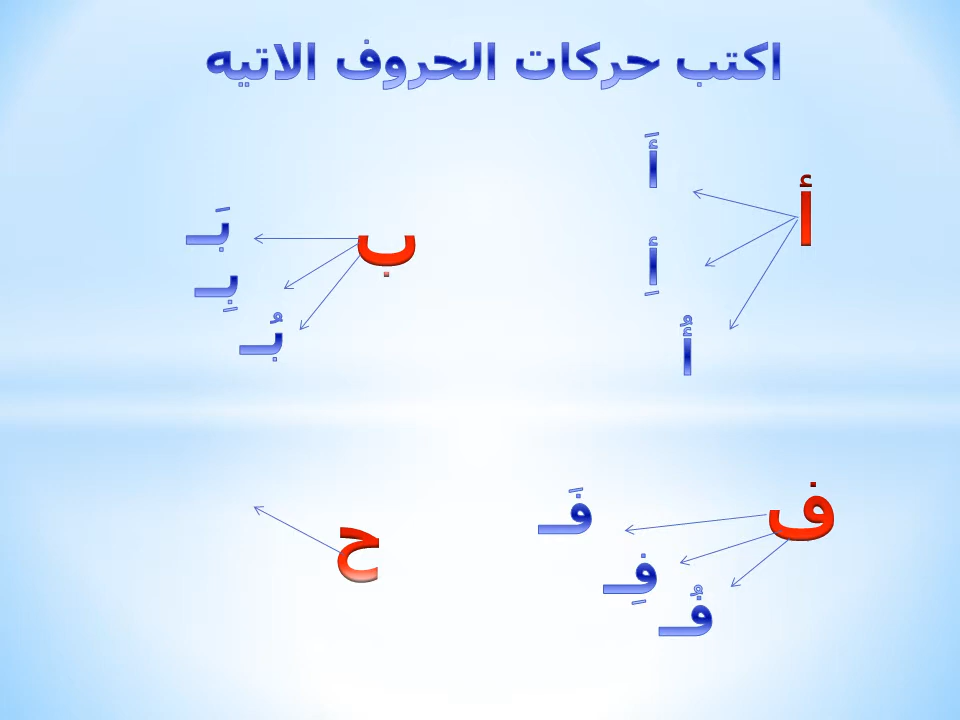 اكتب حركات الحروف الاتيه
أ
أَ
أِ
أُ
ب
بَـ
بِـ
بُـ
ف
فَـ
فِـ
فُـ
ح